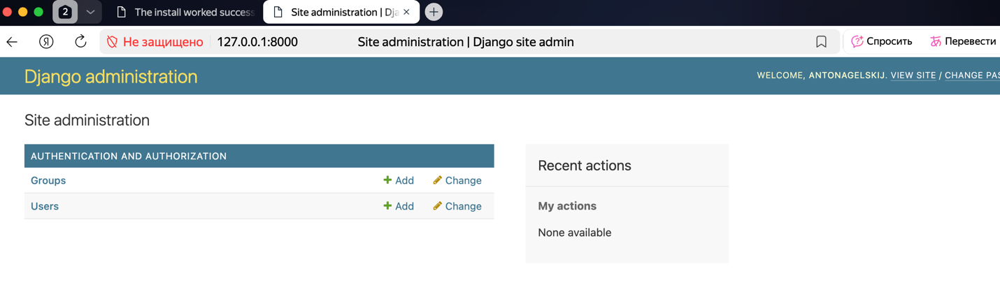 2
The install worked success
Site administration | Dja
Я
Не защищено 127.0.0.1:8000 Site administration | Django site admin
Спросить
Перевести
Django administration
WELCOME, ANTONAGELSKIJ. VIEW SITE / CHANGE PAS
Site administration
AUTHENTICATION AND AUTHORIZATION
Groups Add Change
Users Add Change
Recent actions
My actions
None available